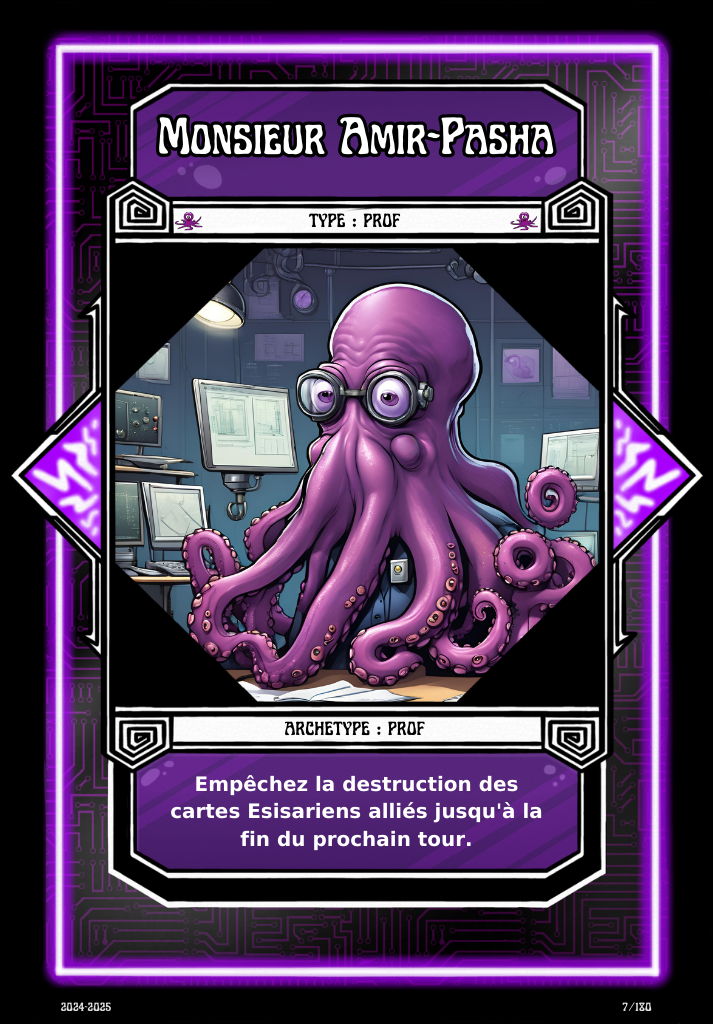 Monsieur Amir-Pasha
TYPE : PROF
ARCHETYPE : PROF
Empêchez la destruction des
cartes Esisariens alliés jusqu'à la
fin du prochain tour.
2024-2025
7/180